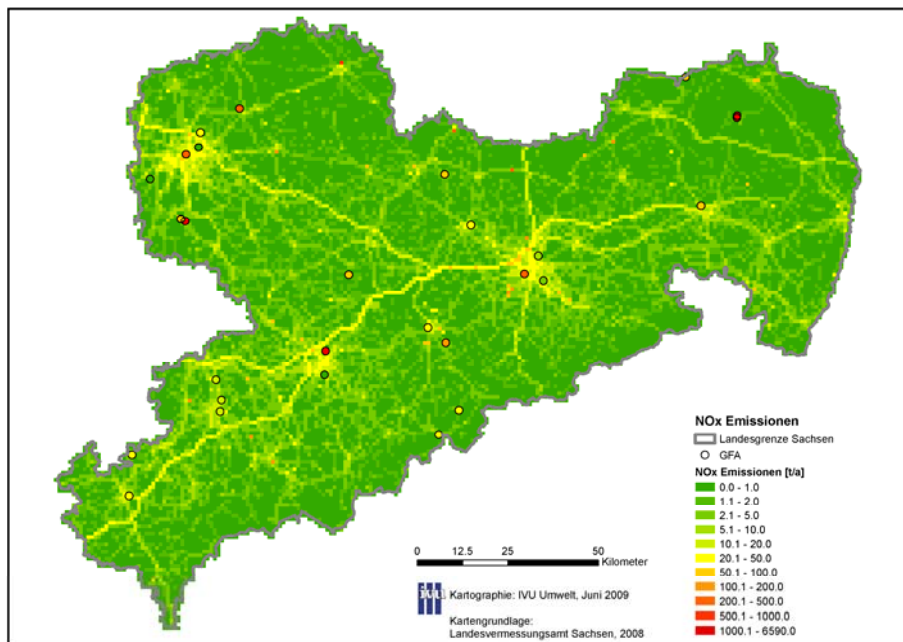 NOx Emissionen
Landesgrenze Sachsen
GFA
NOx Emissionen [t/a]
0.0 - 1.0
1.1 - 2.0
2.1 - 5.0
5.1 - 10.0
10.1 - 20.0
20.1 - 50.0
50.1 - 100.0
100.1 - 200.0
200.1 - 500.0
500.1 - 1000.0
1000.1 - 6590.0
0 12.5 25 50
Kilometer
ivu
Kartographie: IVU Umwelt, Juni 2009
Kartengrundlage:
Landesvermessungsamt Sachsen, 2008